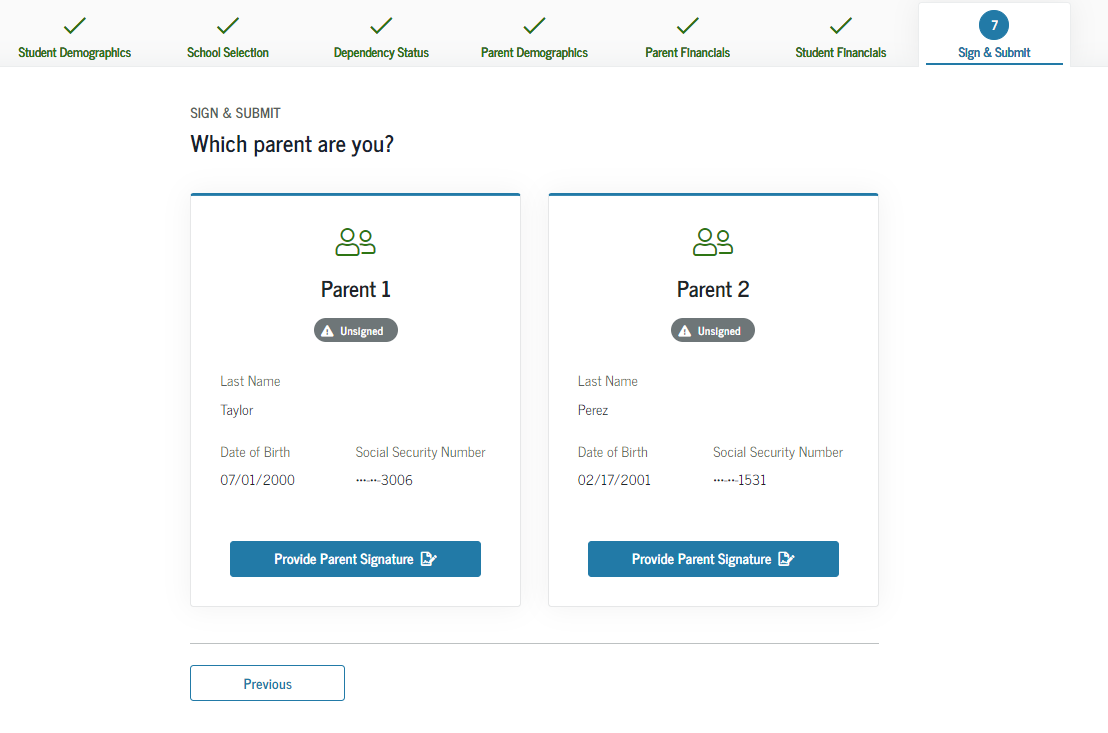 Student Demographics
School Selection
Dependency Status
Parent Demographics
Parent Financials
Student Financials
7
Sign & Submit
SIGN & SUBMIT
Which parent are you?
Parent 1
Unsigned
Last Name
Taylor
Date of Birth Social Security Number
07/01/2000 •••-••-3006
Provide Parent Signature
Parent 2
Unsigned
Last Name
Perez
Date of Birth Social Security Number
02/17/2001 •••-••-1531
Provide Parent Signature
Previous